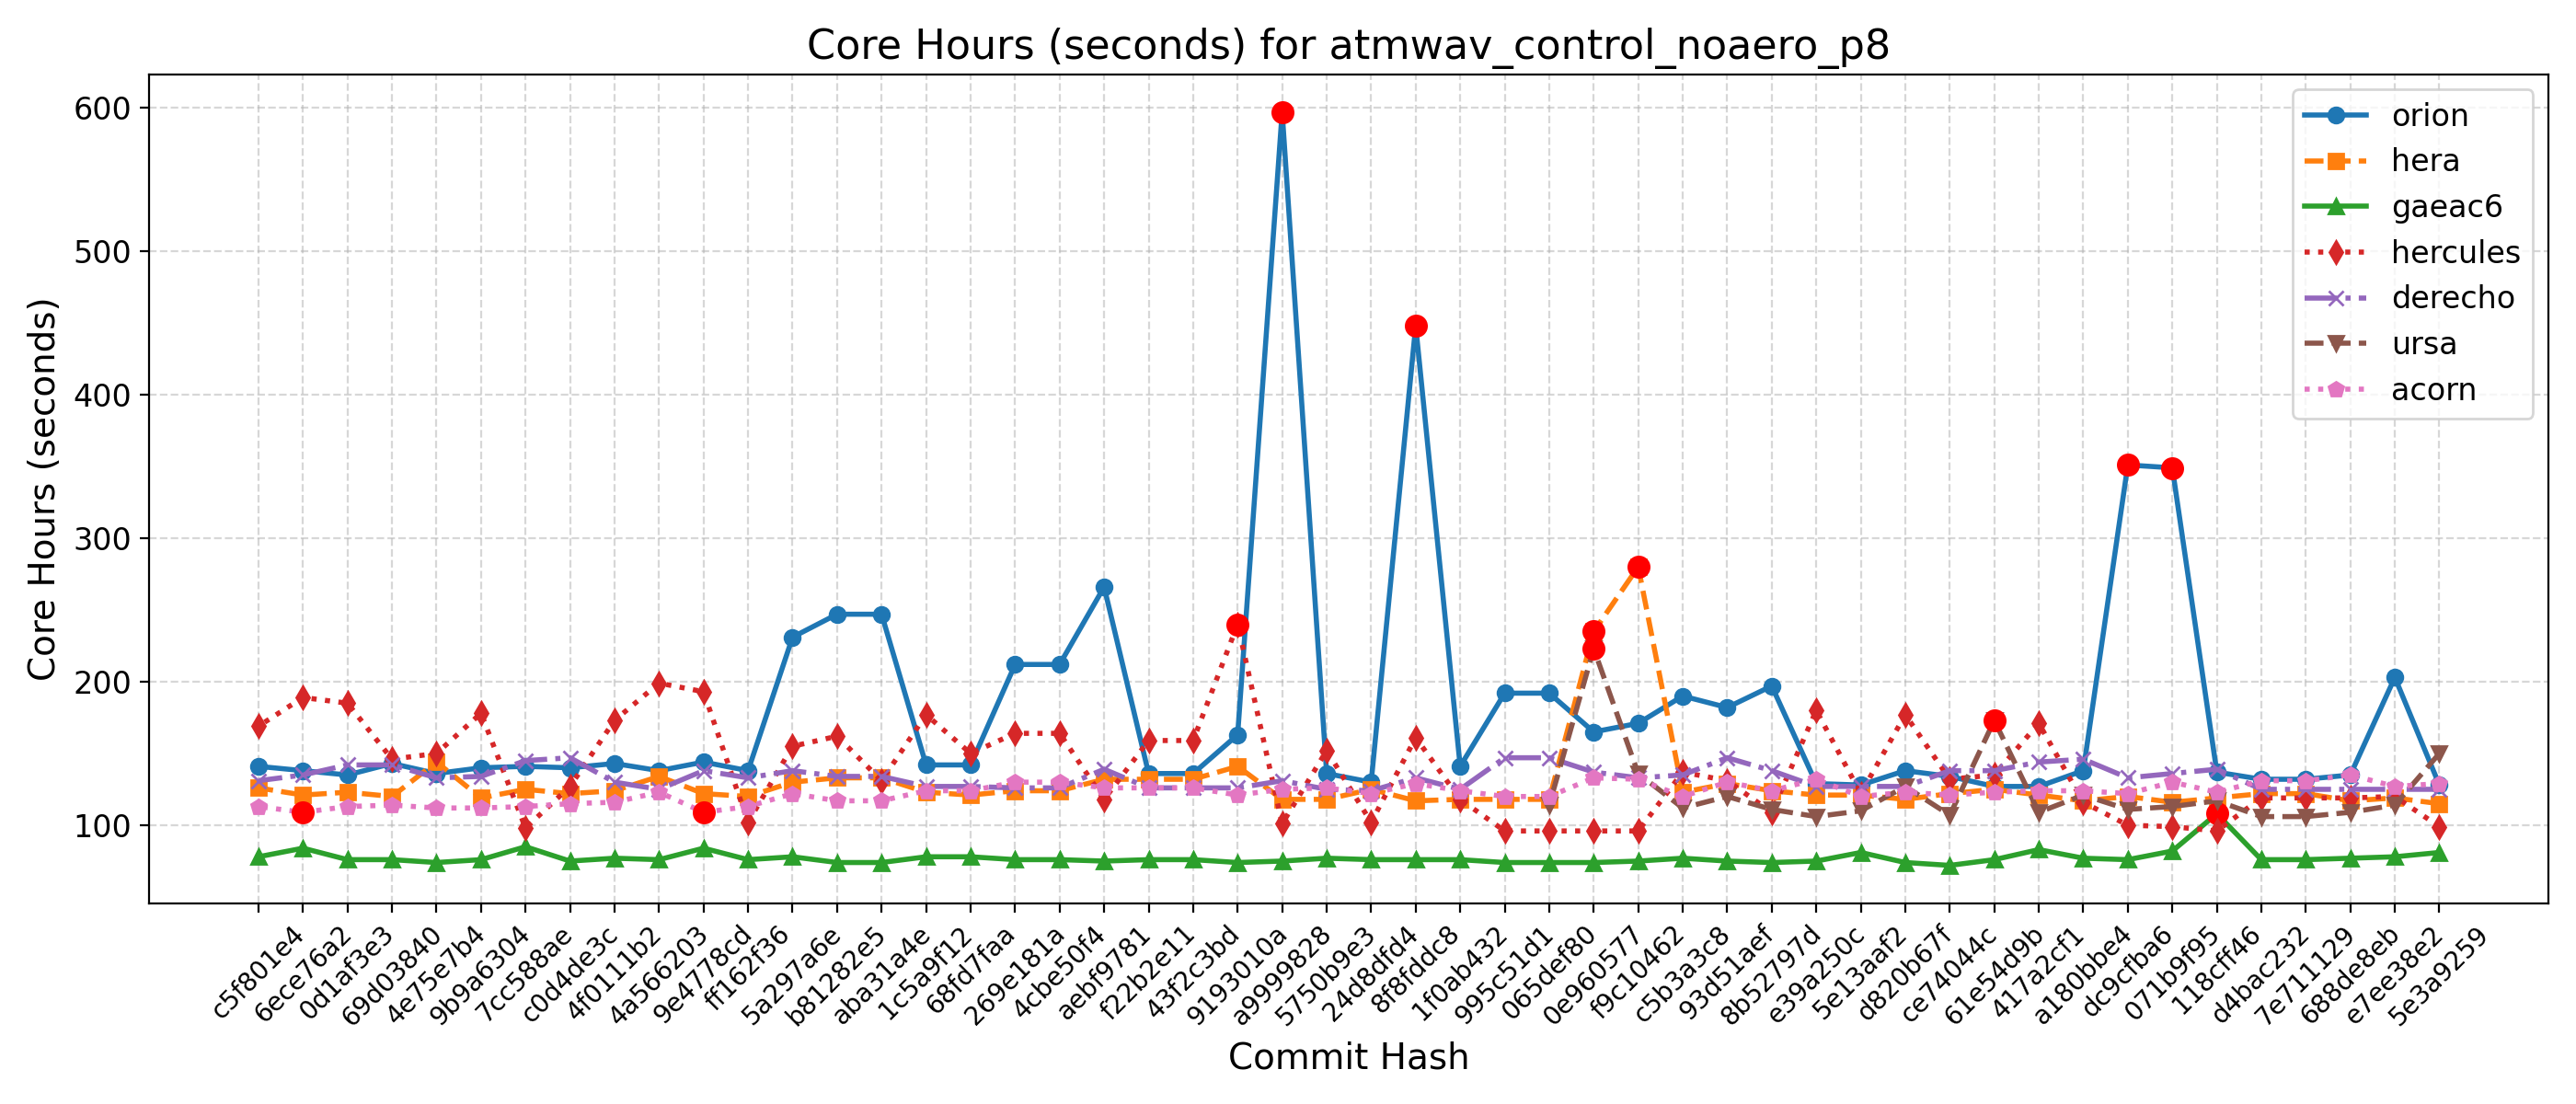 Core Hours (seconds) for atmwav_control_noaero_p8
Core Hours (seconds)
600
500
400
300
200
100
orion
hera
gaeac6
hercules
derecho
ursa
acorn
c5f801e4
6ece76a2
0d1af3e3
69d03840
4e75e7b4
9b9a6304
7cc588ae
c0d4de3c
4f0111b2
4a566203
9e4778cd
ff162f36
5a297a6e
b81282e5
aba31a4e
1c5a9f12
68fd7faa
269e181a
4cbe50f4
aebf9781
f22b2e11
43f2c3bd
9193010a
a9999828
5750b9e3
24d8dfd4
8f8fddc8
1f0ab432
995c51d1
065def80
0e960577
f9c10462
c5b3a3c8
93d51aef
8b52797d
e39a250c
5e13aaf2
d820b67f
ce74044c
61e54d9b
417a2cf1
a180bbe4
dc9cfba6
071b9f95
118cff46
d4bac232
7e711129
688de8eb
e7ee38e2
5e3a9259
Commit Hash